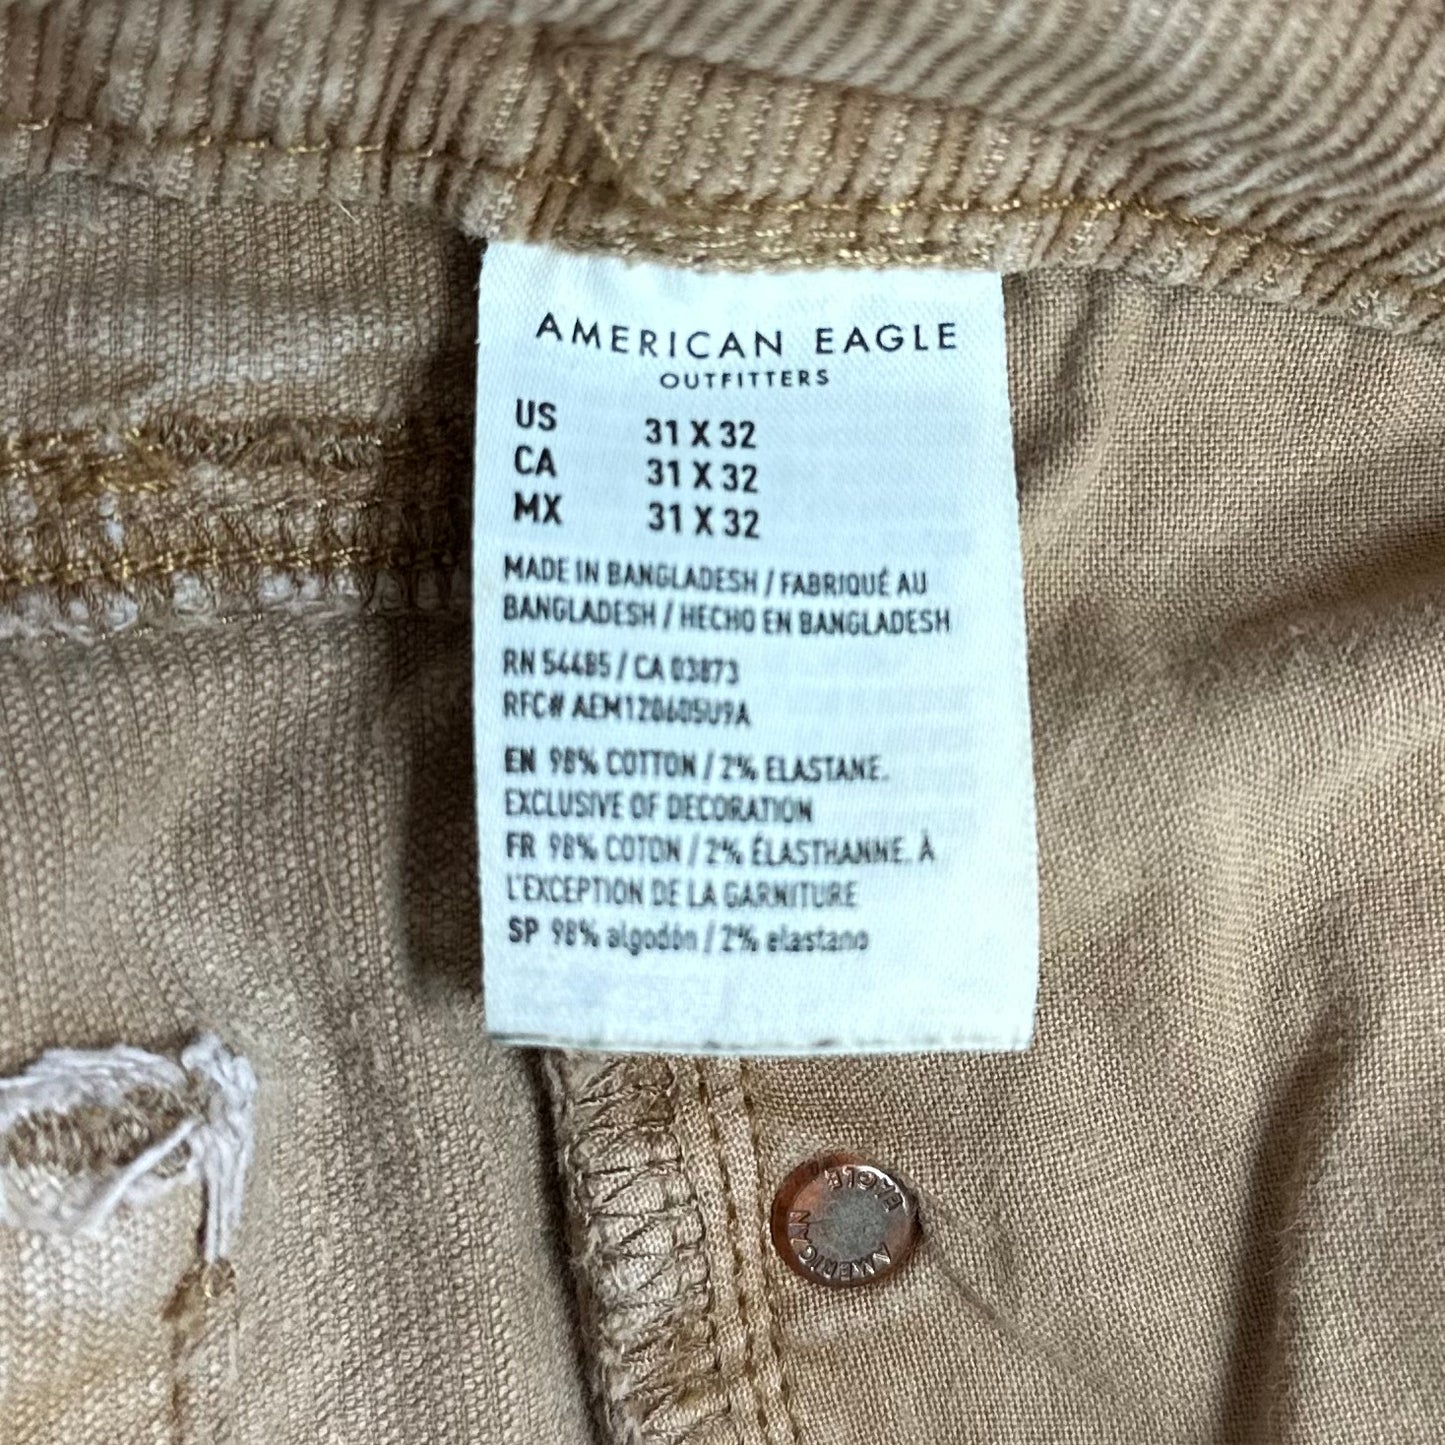 AMERICAN EAGLE
OUTFITTERS
US 31 X 32
CA 31 X 32
MX 31 X 32
MADE IN BANGLADESH / FABRIQUÉ AU
BANGLADESH / HECHO EN BANGLADESH
RN 54485 / CA 03873
RFC# AEM120605U9A
EN 98% COTTON / 2% ELASTANE.
EXCLUSIVE OF DECORATION
FR 98% COTON / 2% ÉLASTHANNE. À
L'EXCEPTION DE LA GARNITURE
SP 98% algodón / 2% elastano
AMERICAN EAGLE